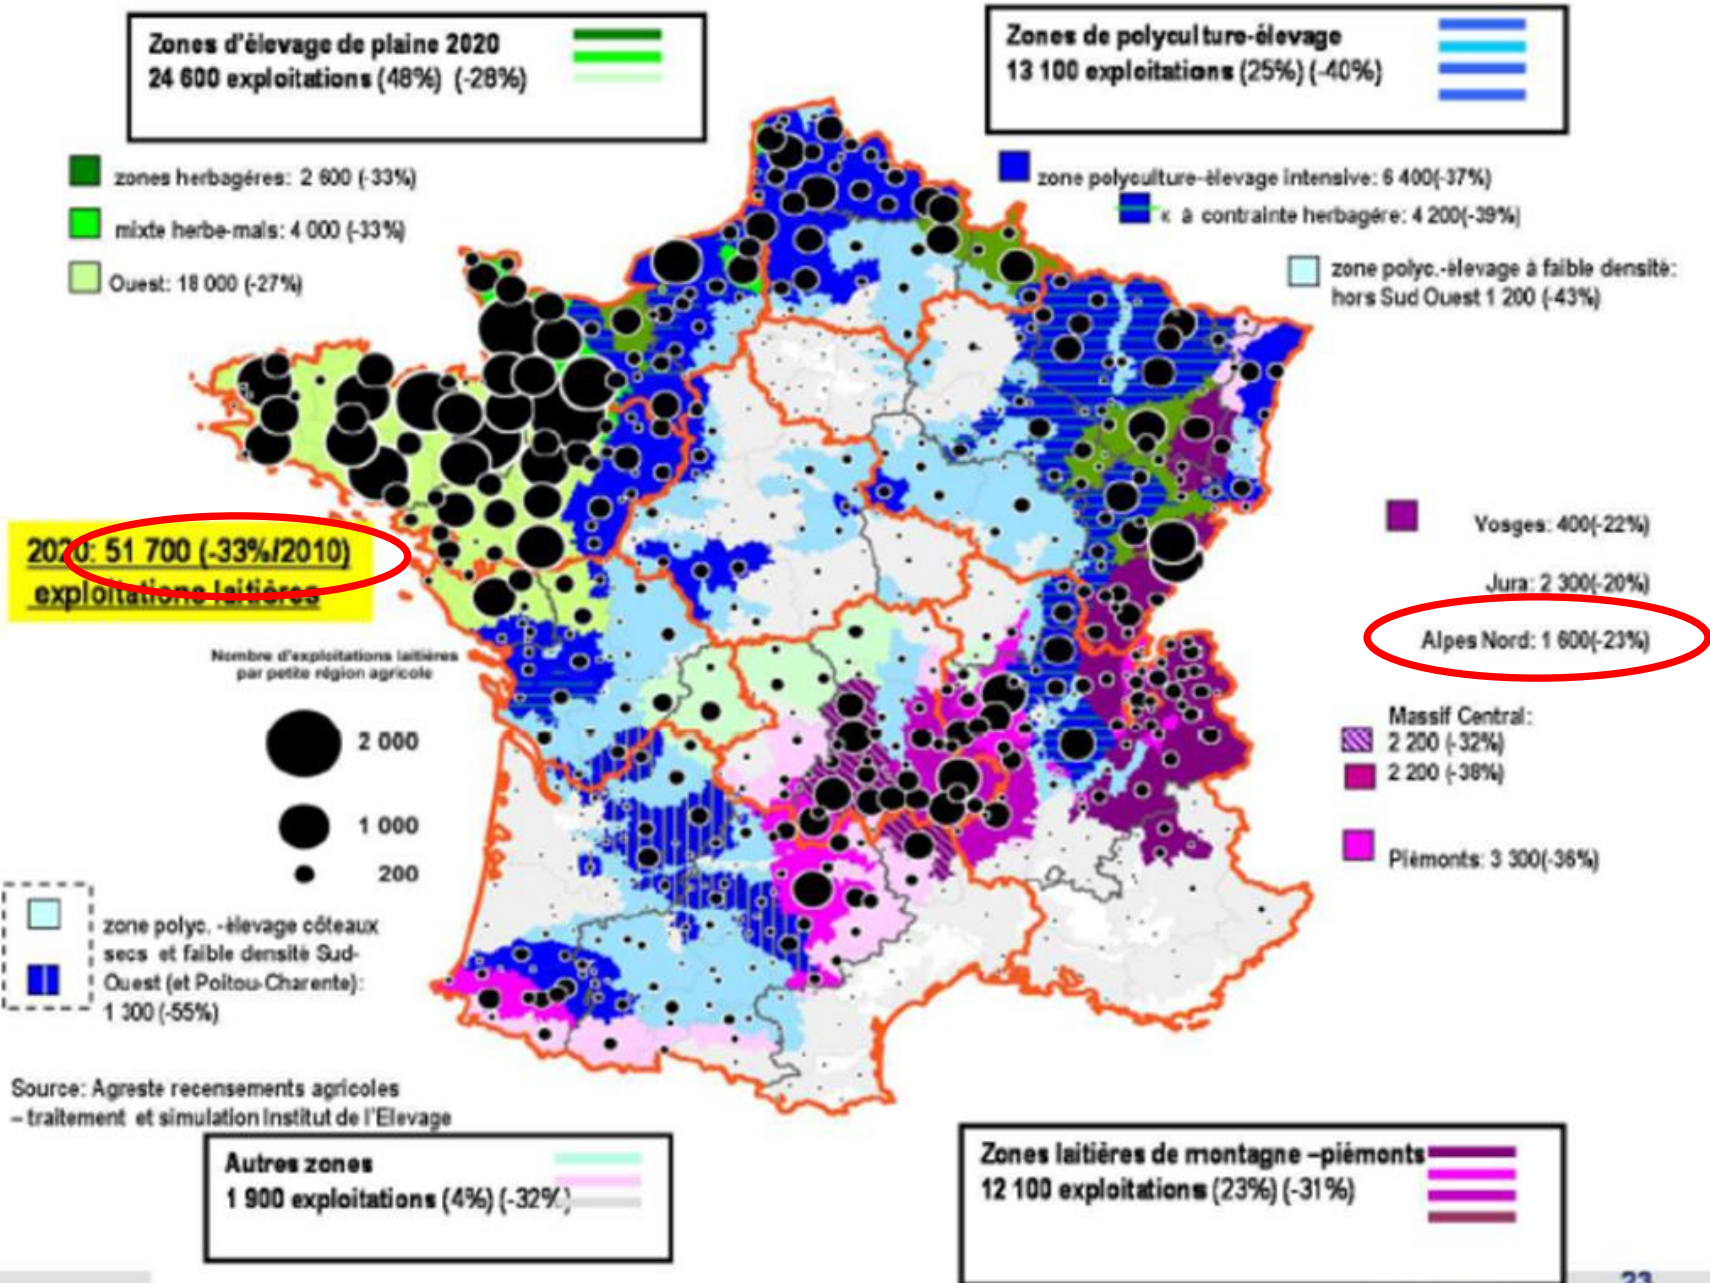 Zones d'élevage de plaine 2020
24 600 exploitations (48%) (-28%)
Zones de polyculture-élevage
13 100 exploitations (25%) (-40%)
zones herbagéres: 2 600 (-33%)
mixte herbe-maïs: 4 000 (-33%)
Ouest: 18 000 (-27%)
zone polyculture-élevage intensive: 6 400(-37%)
« à contrainte herbagére: 4 200(-39%)
zone polyc.-élevage à faible densité:
hors Sud Ouest 1 200 (-43%)
2020: 51 700 (-33%/2010)
exploitations laitières
Nombre d'exploitations laitières
par petite région agricole
2 000
1 000
200
Vosges: 400(-22%)
Jura: 2 300(-20%)
Alpes Nord: 1 600(-23%)
Massif Central:
2 200 (-32%)
2 200 (-38%)
Piémonts: 3 300(-36%)
zone polyc. -élevage côteaux
secs et faible densité Sud-
Ouest (et Poitou-Charente):
1 300 (-55%)
Source: Agreste recensements agricoles
– traitement et simulation Institut de l'Elevage
Autres zones
1 900 exploitations (4%) (-32%)
Zones laitières de montagne –piémonts
12 100 exploitations (23%) (-31%)
23